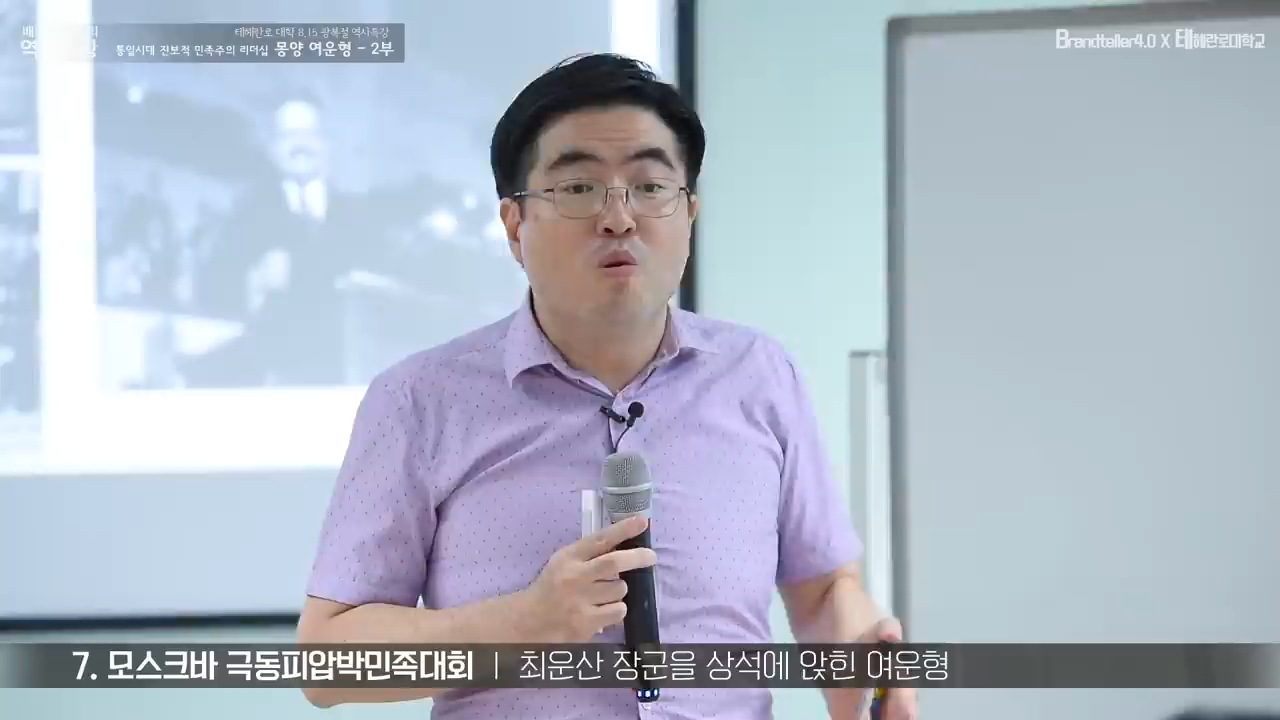 테헤란로 대학 8.15 광복절 역사특강
통일시대 진보적 민족주의 리더십 몽양 여운형 - 2부
Brandteller4.0 X 테헤란로대학교
7. 모스크바 극동피압박민족대회 | 최운산 장군을 상석에 앉힌 여운형